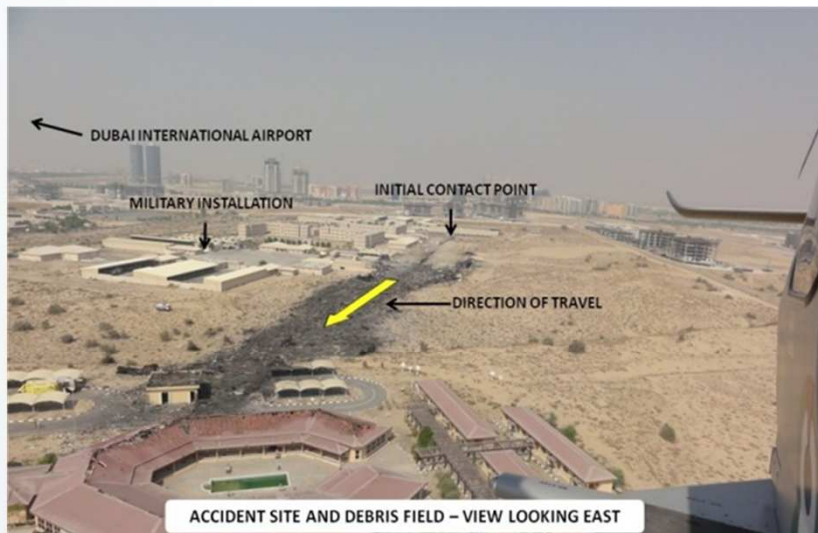 DUBAI INTERNATIONAL AIRPORT
INITIAL CONTACT POINT
MILITARY INSTALLATION
DIRECTION OF TRAVEL
ACCIDENT SITE AND DEBRIS FIELD – VIEW LOOKING EAST